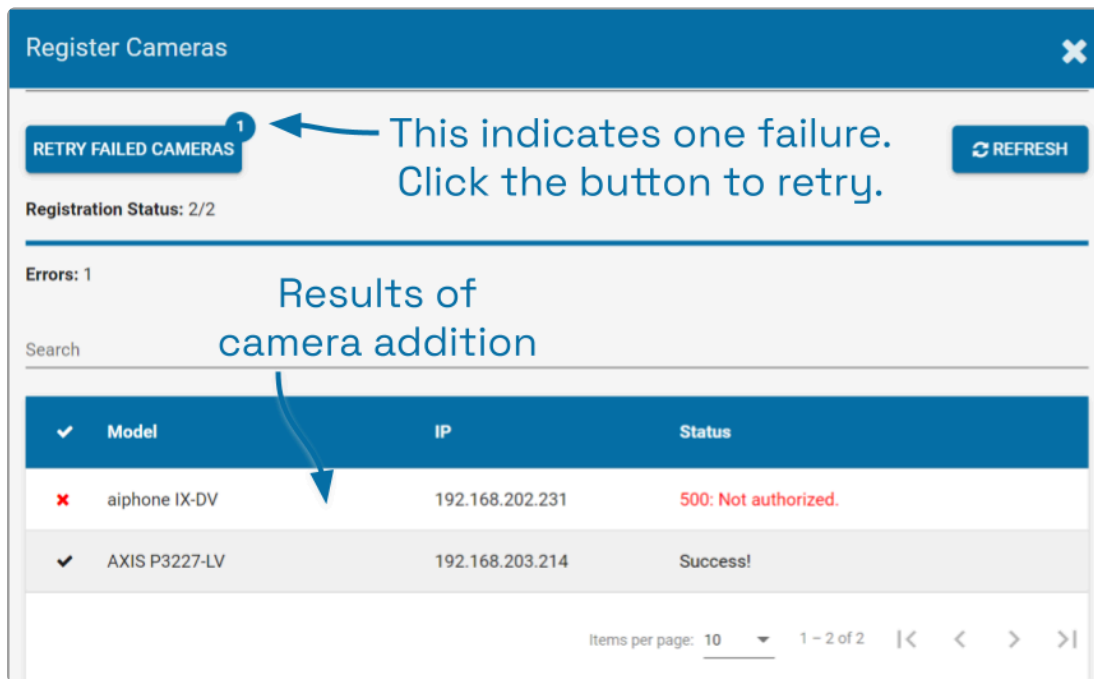 Register Cameras
RETRY FAILED CAMERAS
1
This indicates one failure.
Click the button to retry.
REFRESH
Registration Status: 2/2
Errors: 1
Results of
camera addition
Search
Model IP Status
aiphone IX-DV 192.168.202.231 500: Not authorized.
AXIS P3227-LV 192.168.203.214 Success!
Items per page: 10 1 – 2 of 2